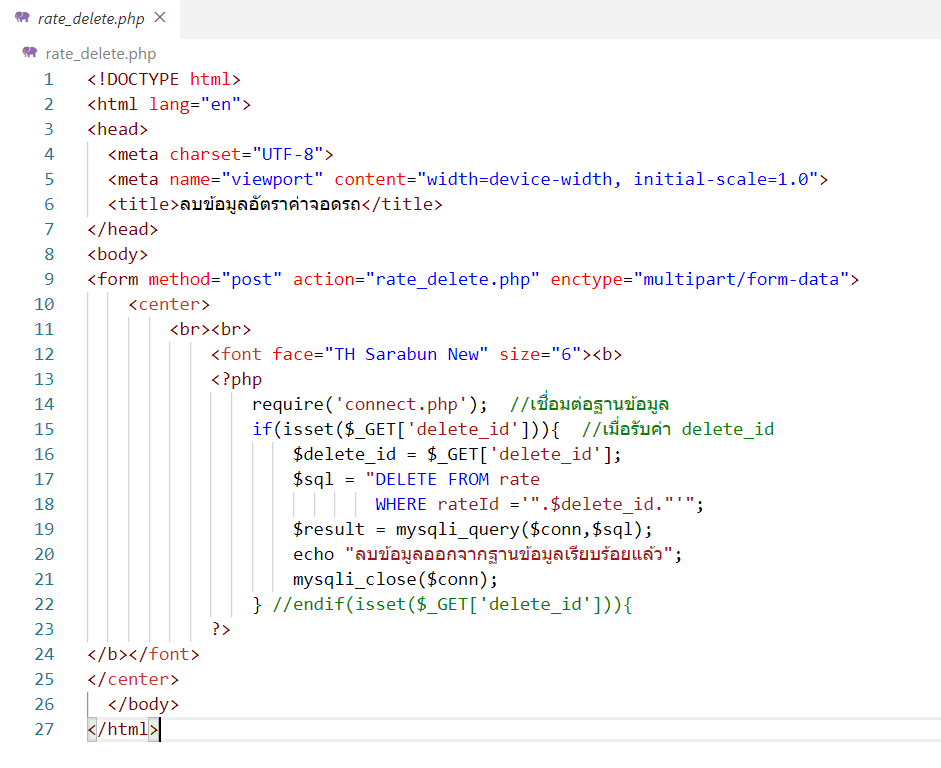 rate_delete.php
rate_delete.php
1 <!DOCTYPE html>
2 <html lang="en">
3 <head>
4 <meta charset="UTF-8">
5 <meta name="viewport" content="width=device-width, initial-scale=1.0">
6 <title>ลบข้อมูลอัตราค่าจอดรถ</title>
7 </head>
8 <body>
9 <form method="post" action="rate_delete.php" enctype="multipart/form-data">
10 <center>
11 <br><br>
12 <font face="TH Sarabun New" size="6"><b>
13 <?php
14 require('connect.php'); //เชื่อมต่อฐานข้อมูล
15 if(isset($_GET['delete_id'])){ //เมื่อรับค่า delete_id
16 $delete_id = $_GET['delete_id'];
17 $sql = "DELETE FROM rate
18 WHERE rateId ='".$delete_id."'";
19 $result = mysqli_query($conn,$sql);
20 echo "ลบข้อมูลออกจากฐานข้อมูลเรียบร้อยแล้ว";
21 mysqli_close($conn);
22 } //endif(isset($_GET['delete_id'])){
23 ?>
24 </b></font>
25 </center>
26 </body>
27 </html>